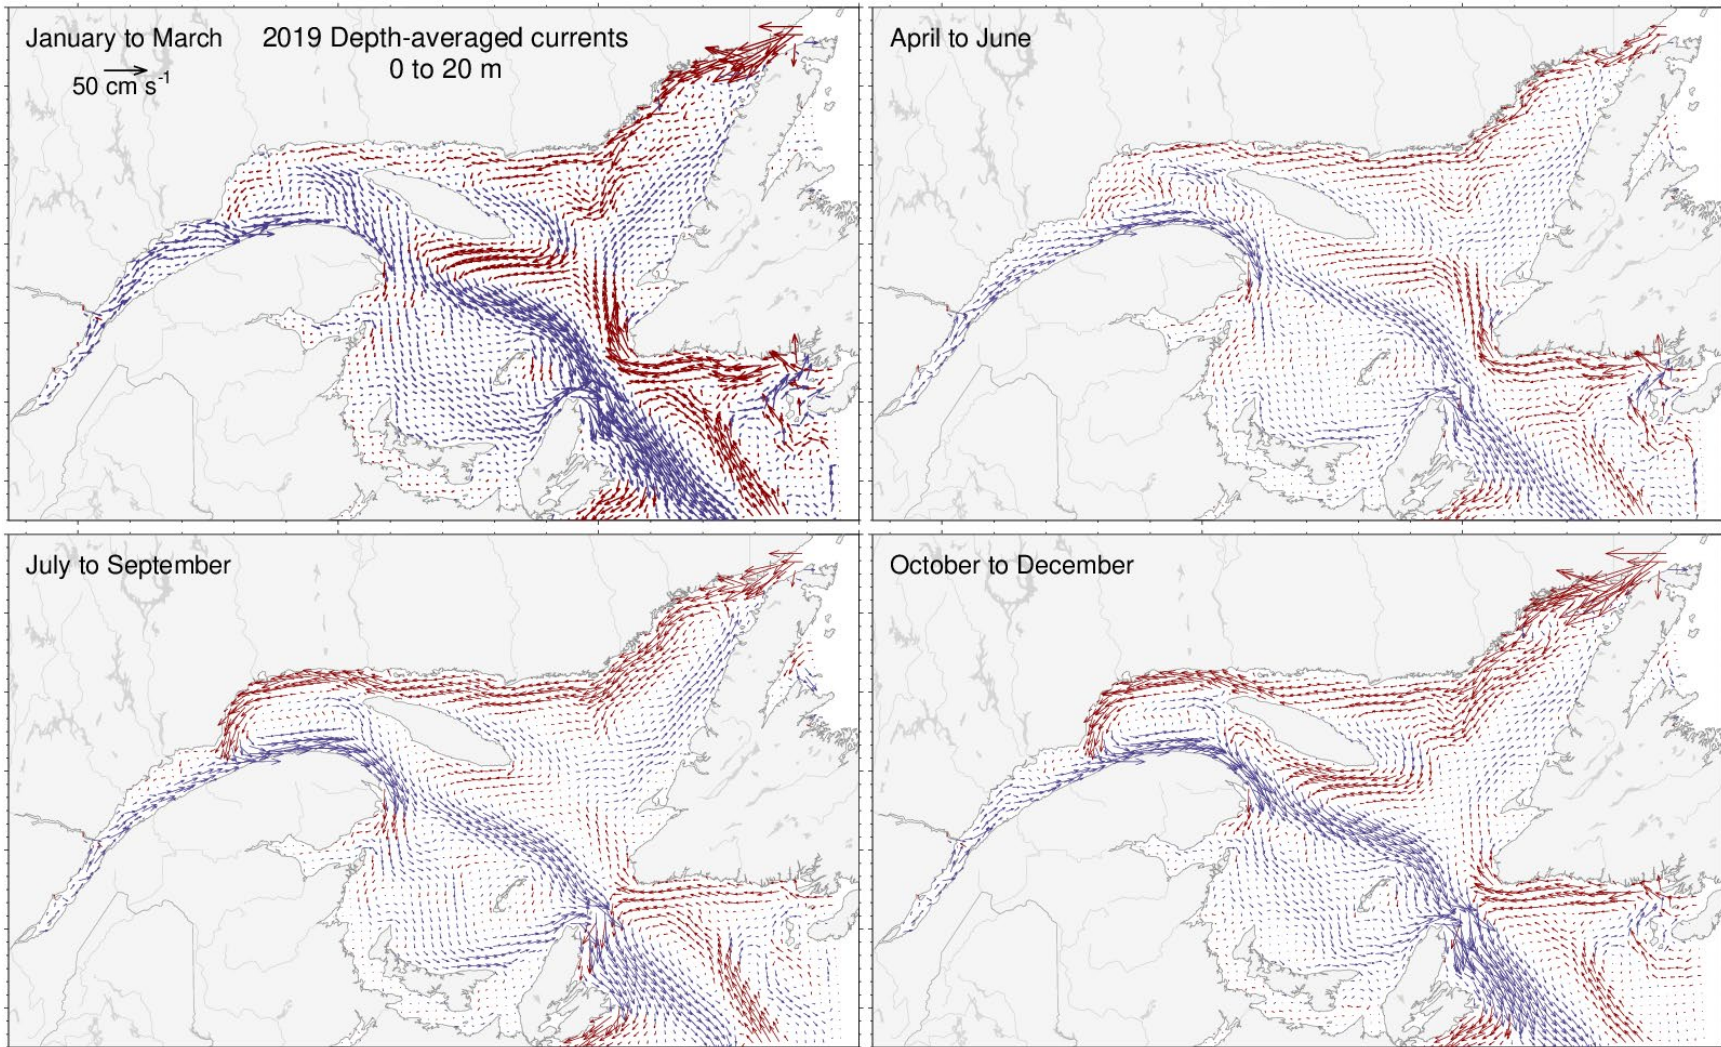 January to March
2019 Depth-averaged currents
0 to 20 m
50 cm s⁻¹
April to June
July to September
October to December